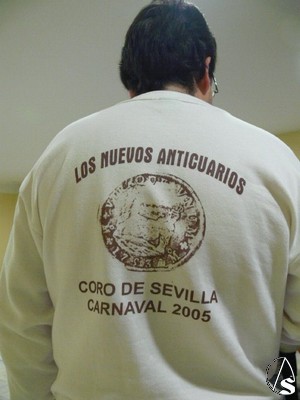 LOS NUEVOS ANTICUARIOS
CORO DE SEVILLA
CARNAVAL 2005